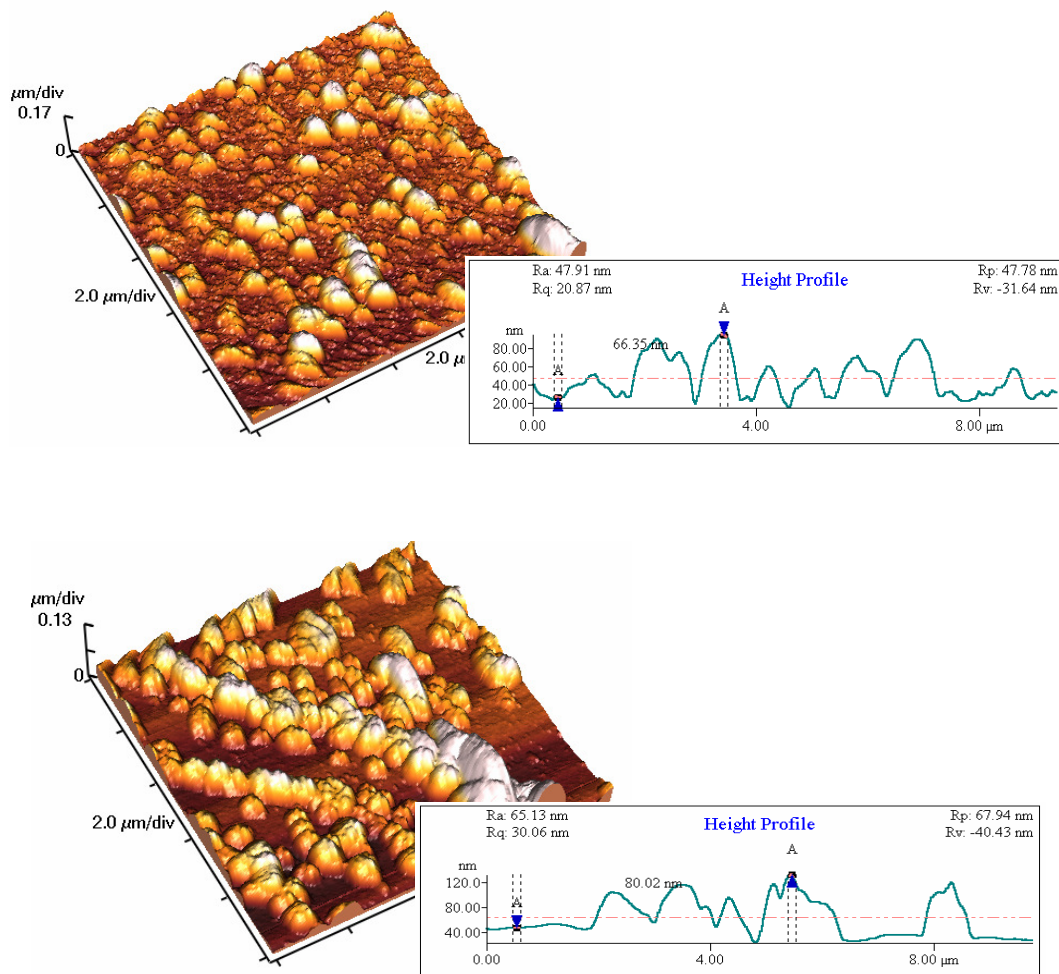 μm/div
0.17
0
2.0 μm/div
2.0 μ
Ra: 47.91 nm
Rq: 20.87 nm
Height Profile
Rp: 47.78 nm
Rv: -31.64 nm
A
nm
66.35 nm
80.00
60.00
A
40.00
20.00
0.00
4.00
8.00 μm
μm/div
0.13
0
2.0 μm/div
Ra: 65.13 nm
Rq: 30.06 nm
Height Profile
Rp: 67.94 nm
Rv: -40.43 nm
A
nm
120.0
80.02 nm
A
80.00
40.00
0.00
4.00
8.00 μm